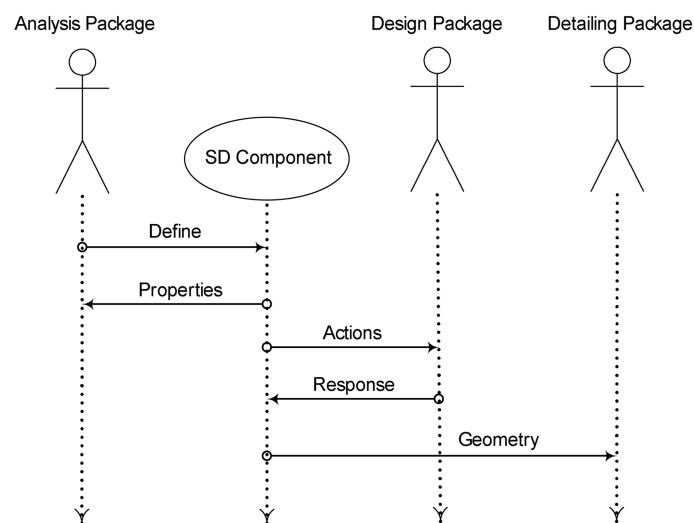 Analysis Package
Design Package
Detailing Package
SD Component
Define
Properties
Actions
Response
Geometry